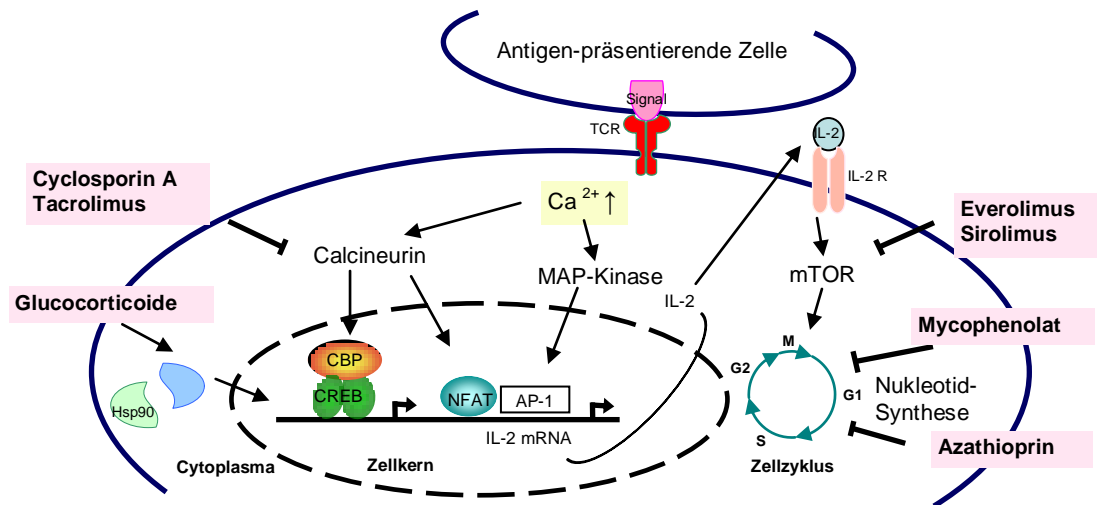 Antigen-präsentierende Zelle
Signal
TCR
IL-2
IL-2 R
Cyclosporin A
Tacrolimus
Ca 2+ ↑
Everolimus
Sirolimus
Calcineurin
MAP-Kinase
mTOR
Glucocorticoide
IL-2
Mycophenolat
CBP
M
G2
G1
Nukleotid-
Synthese
Hsp90
CREB
NFAT
AP-1
IL-2 mRNA
S
Azathioprin
Cytoplasma
Zellkern
Zellzyklus